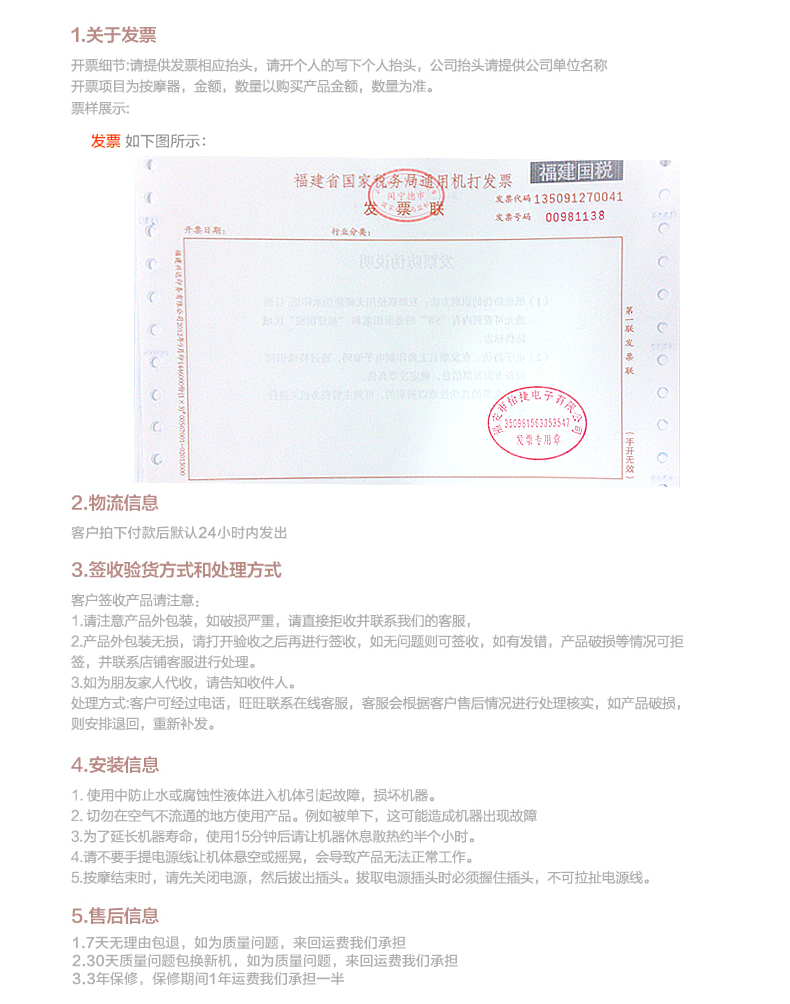 1.关于发票
开票细节:请提供发票相应抬头，请开个人的写下个人抬头，公司抬头请提供公司单位名称
开票项目为按摩器，金额，数量以购买产品金额，数量为准。
票样展示:
发票 如下图所示：
福建国税
福建省国家税务局通用机打发票
发票联
发票代码 135091270041
发票号码 00981138
开票日期：
行业分类：
发票防伪说明
第一联 发票联
（手开无效）
350981563353547
发票专用章
2.物流信息
客户拍下付款后默认24小时内发出
3.签收验货方式和处理方式
客户签收产品请注意：
1.请注意产品外包装，如破损严重，请直接拒收并联系我们的客服，
2.产品外包装无损，请打开验收之后再进行签收，如无问题则可签收，如有发错，产品破损等情况可拒
签，并联系店铺客服进行处理。
3.如为朋友家人代收，请告知收件人。
处理方式:客户可经过电话，旺旺联系在线客服，客服会根据客户售后情况进行处理核实，如产品破损，
则安排退回，重新补发。
4.安装信息
1. 使用中防止水或腐蚀性液体进入机体引起故障，损坏机器。
2. 切勿在空气不流通的地方使用产品。例如被单下，这可能造成机器出现故障
3.为了延长机器寿命，使用15分钟后请让机器休息散热约半个小时。
4.请不要手提电源线让机体悬空或摇晃，会导致产品无法正常工作。
5.按摩结束时，请先关闭电源，然后拔出插头。拔取电源插头时必须握住插头，不可拉扯电源线。
5.售后信息
1.7天无理由包退，如为质量问题，来回运费我们承担
2.30天质量问题包换新机，如为质量问题，来回运费我们承担
3.3年保修，保修期间1年运费我们承担一半